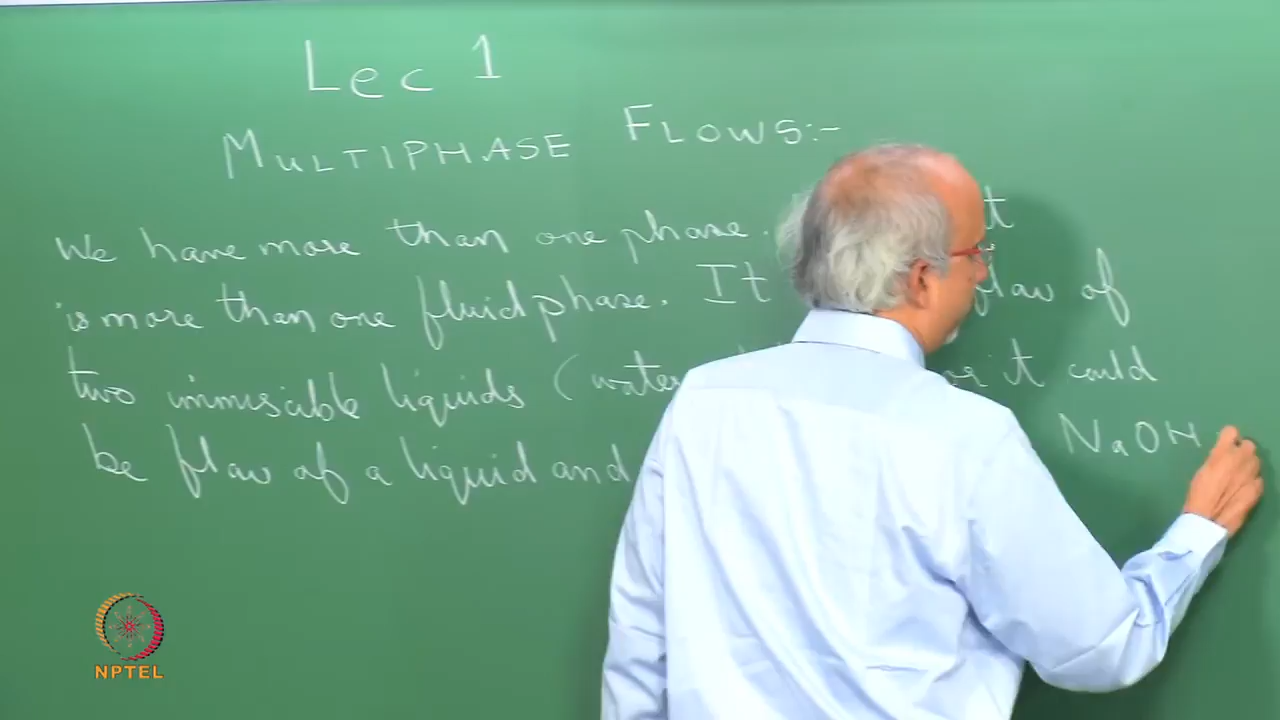 Lec 1
MULTIPHASE FLOWS:-
We have more than one phase.
is more than one fluid phase. It flow of
two immiscible liquids (water or it could
be flow of a liquid and NaOH
NPTEL